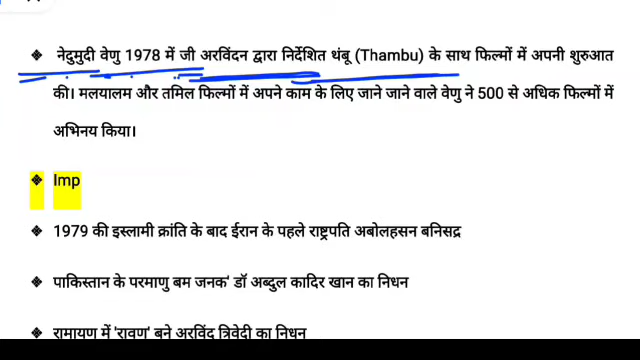 ❖ नेदुमुदी वेणु 1978 में जी अरविंदन द्वारा निर्देशित थंबू (Thambu) के साथ फिल्मों में अपनी शुरुआत
की। मलयालम और तमिल फिल्मों में अपने काम के लिए जाने जाने वाले वेणु ने 500 से अधिक फिल्मों में
अभिनय किया।
❖ Imp
❖ 1979 की इस्लामी क्रांति के बाद ईरान के पहले राष्ट्रपति अबोलहसन बनिसद्र
❖ पाकिस्तान के परमाणु बम जनक' डॉ अब्दुल कादिर खान का निधन
❖ रामायण में 'रावण' बने अरविंद त्रिवेदी का निधन